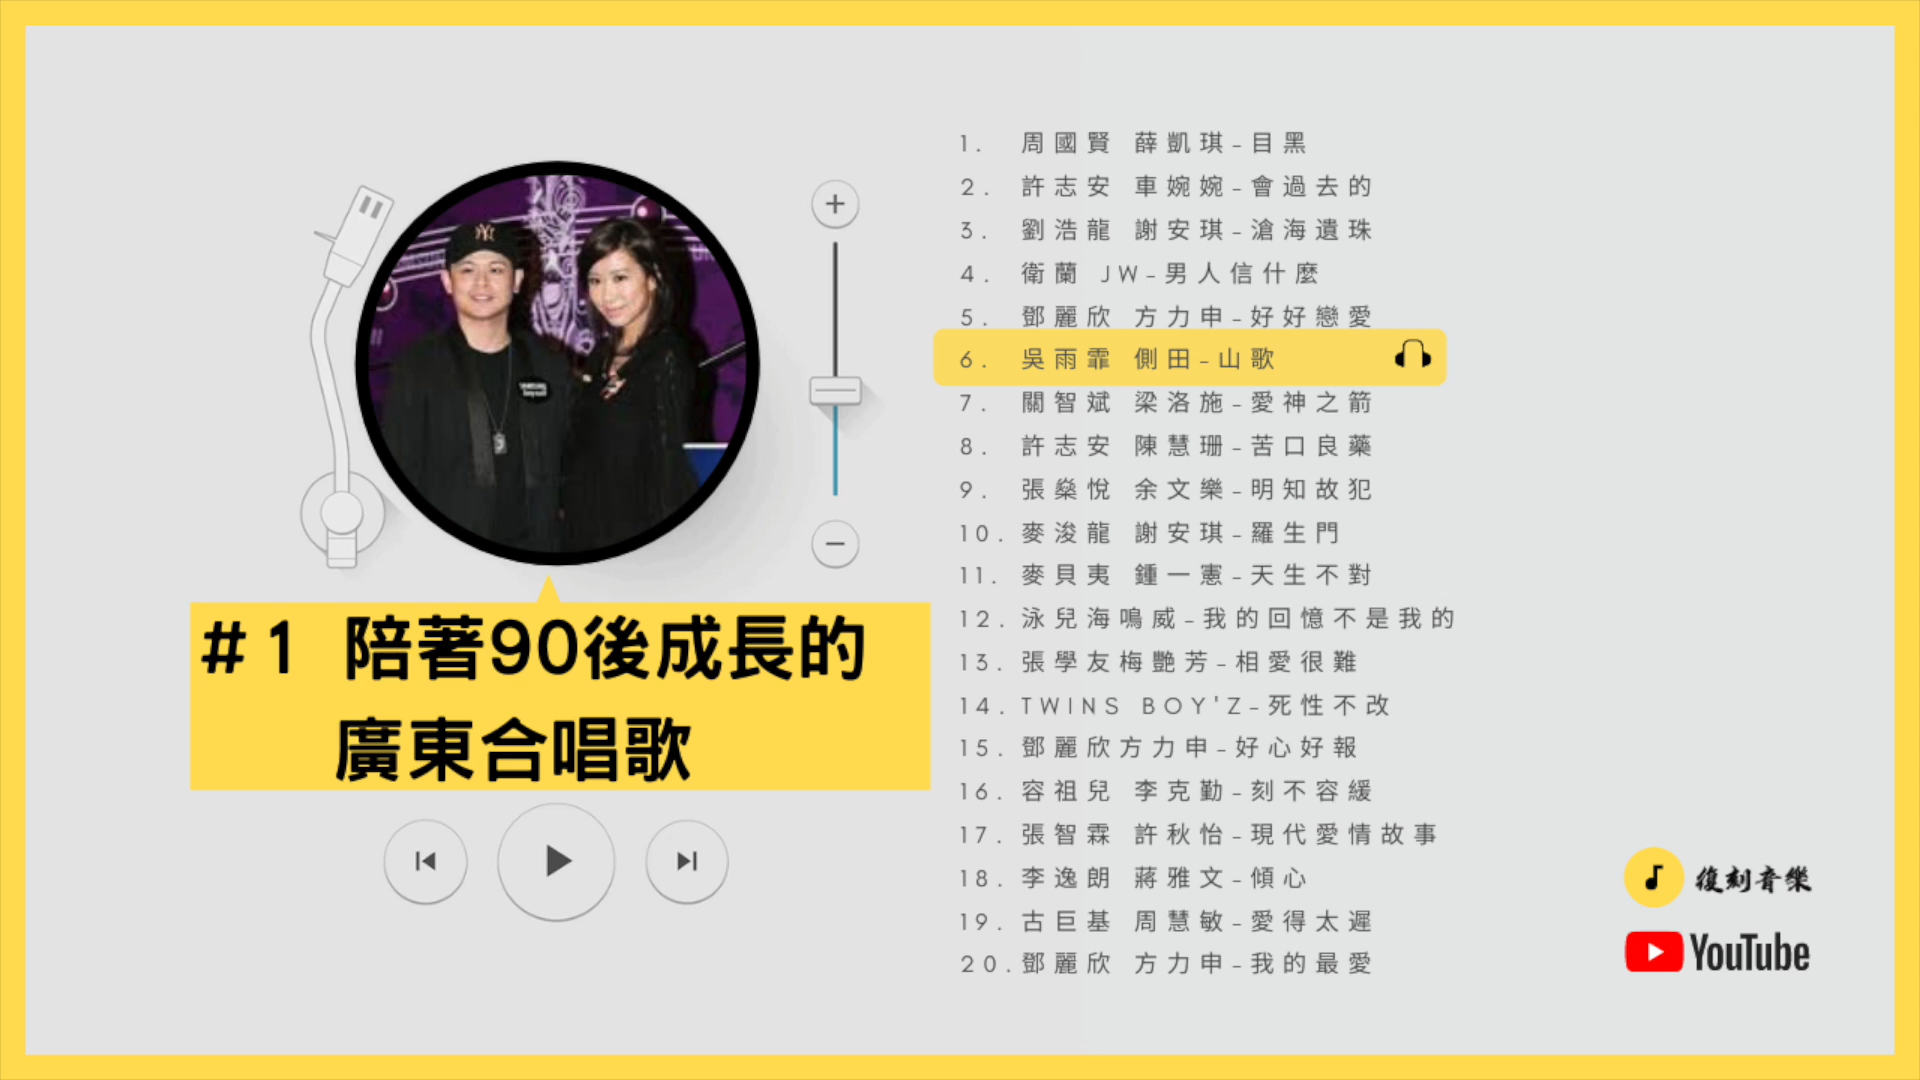 #1 陪著90後成長的
廣東合唱歌
1. 周國賢 薛凱琪-目黑
2. 許志安 車婉婉-會過去的
3. 劉浩龍 謝安琪-滄海遺珠
4. 衛蘭 JW-男人信什麼
5. 鄧麗欣 方力申-好好戀愛
6. 吳雨霏 側田-山歌
7. 關智斌 梁洛施-愛神之箭
8. 許志安 陳慧珊-苦口良藥
9. 張燊悅 余文樂-明知故犯
10. 麥浚龍 謝安琪-羅生門
11. 麥貝夷 鍾一憲-天生不對
12. 泳兒海鳴威-我的回憶不是我的
13. 張學友梅艷芳-相愛很難
14. TWINS BOY'Z-死性不改
15. 鄧麗欣方力申-好心好報
16. 容祖兒 李克勤-刻不容緩
17. 張智霖 許秋怡-現代愛情故事
18. 李逸朗 蔣雅文-傾心
19. 古巨基 周慧敏-愛得太遲
20. 鄧麗欣 方力申-我的最愛
復刻音樂
YouTube